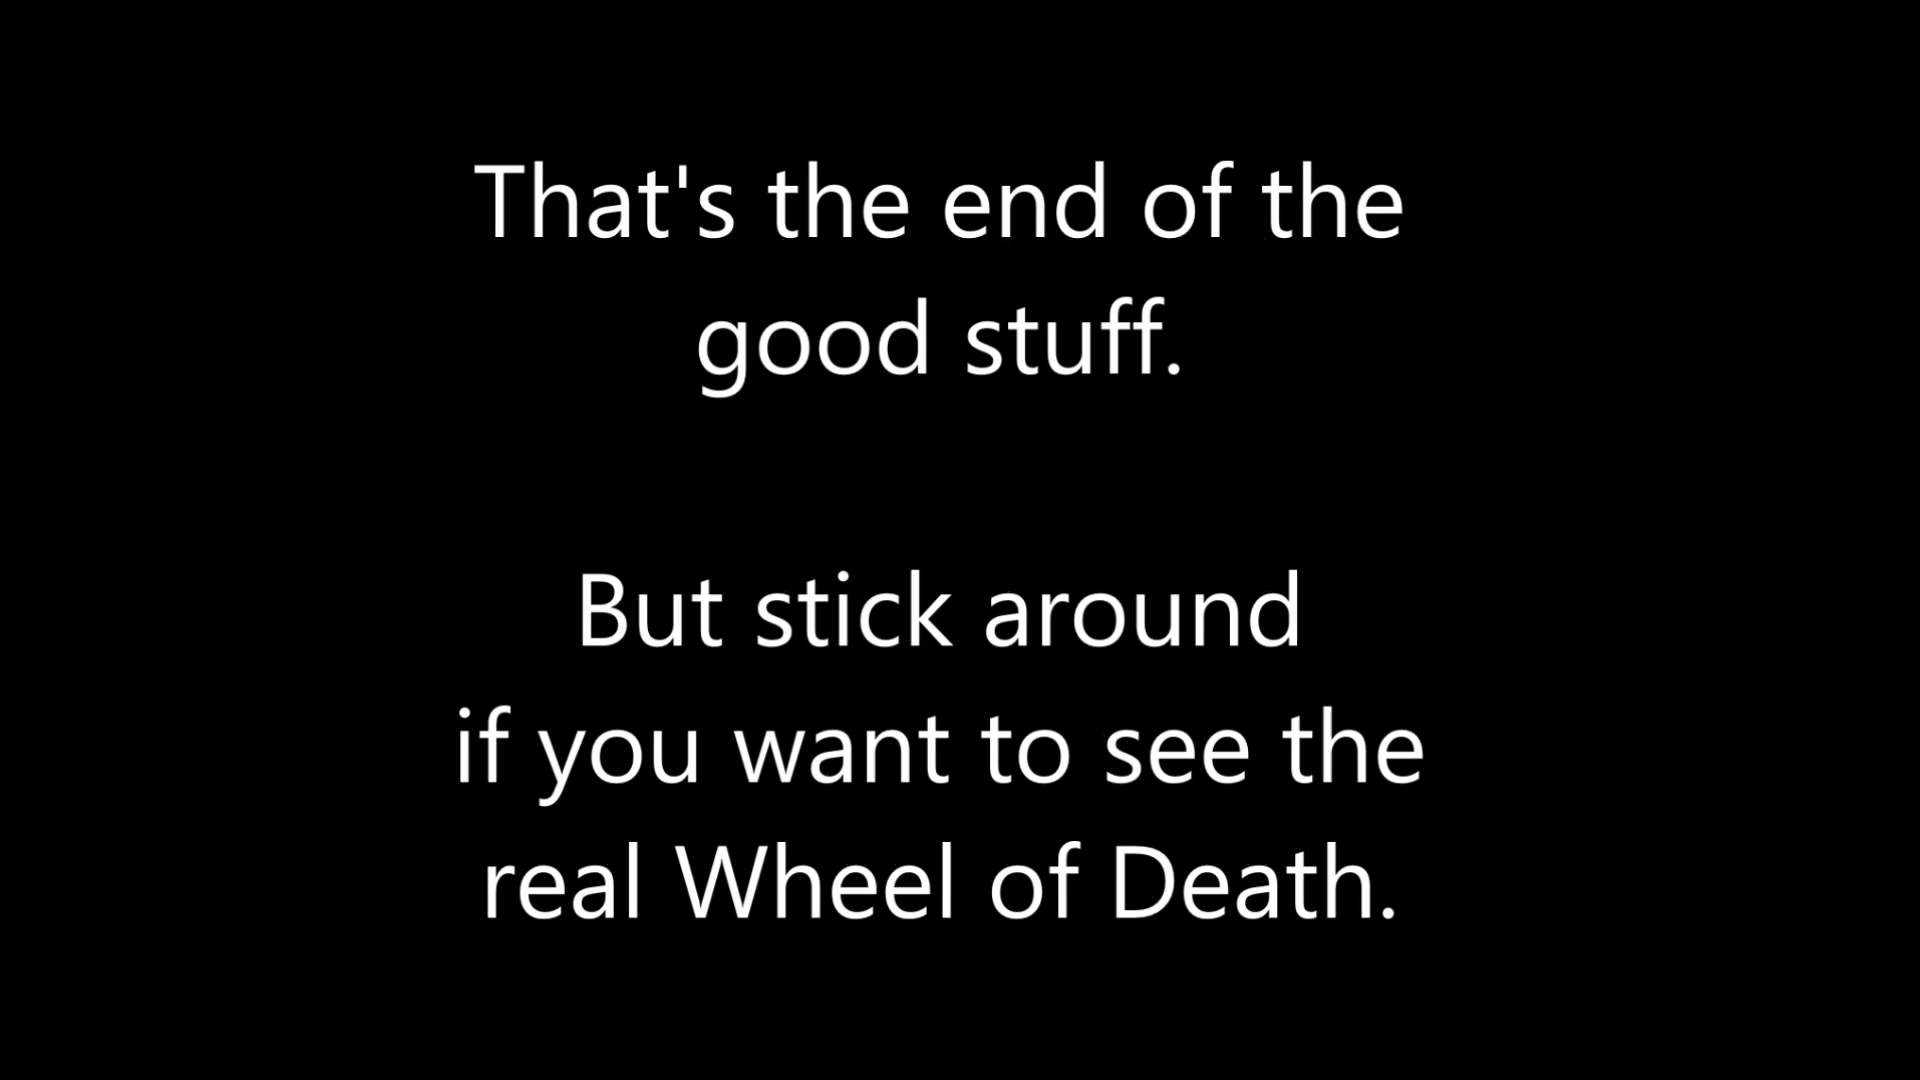 That's the end of the
good stuff.
But stick around
if you want to see the
real Wheel of Death.